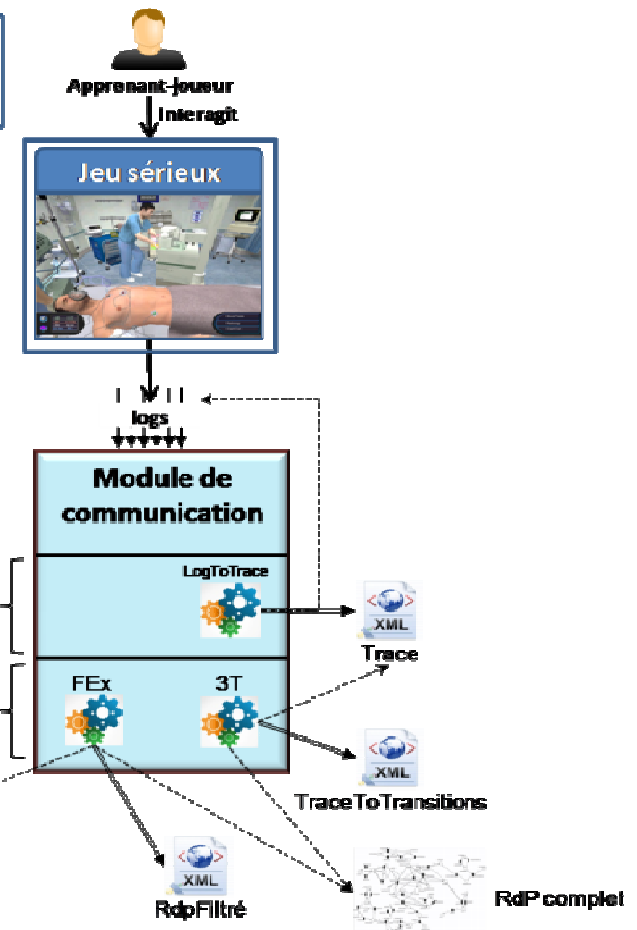 Apprenant-joueur
Interagit
Jeu sérieux
logs
Module de
communication
LogToTrace
XML
Trace
FEx
3T
XML
TraceToTransitions
XML
RdpFiltré
RdP complet